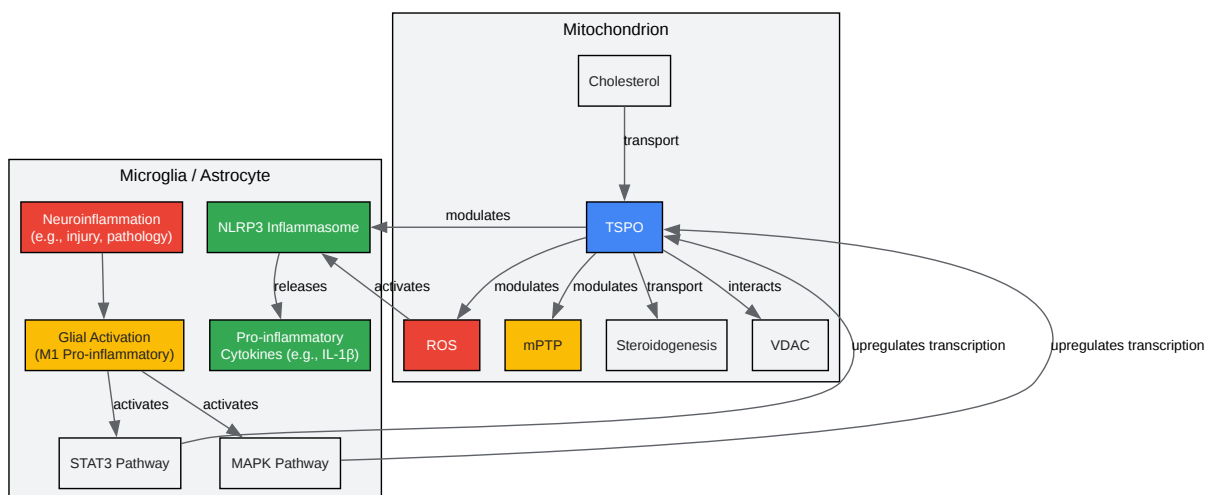 Mitochondrion
Cholesterol
transport
Microglia / Astrocyte
Neuroinflammation
(e.g., injury, pathology)
NLRP3 Inflammasome
modulates
TSPO
releases
activates
modulates
modulates
transport
interacts
Glial Activation
(M1 Pro-inflammatory)
Pro-inflammatory
Cytokines (e.g., IL-1β)
ROS
mPTP
Steroidogenesis
VDAC
upregulates transcription
upregulates transcription
activates
activates
STAT3 Pathway
MAPK Pathway